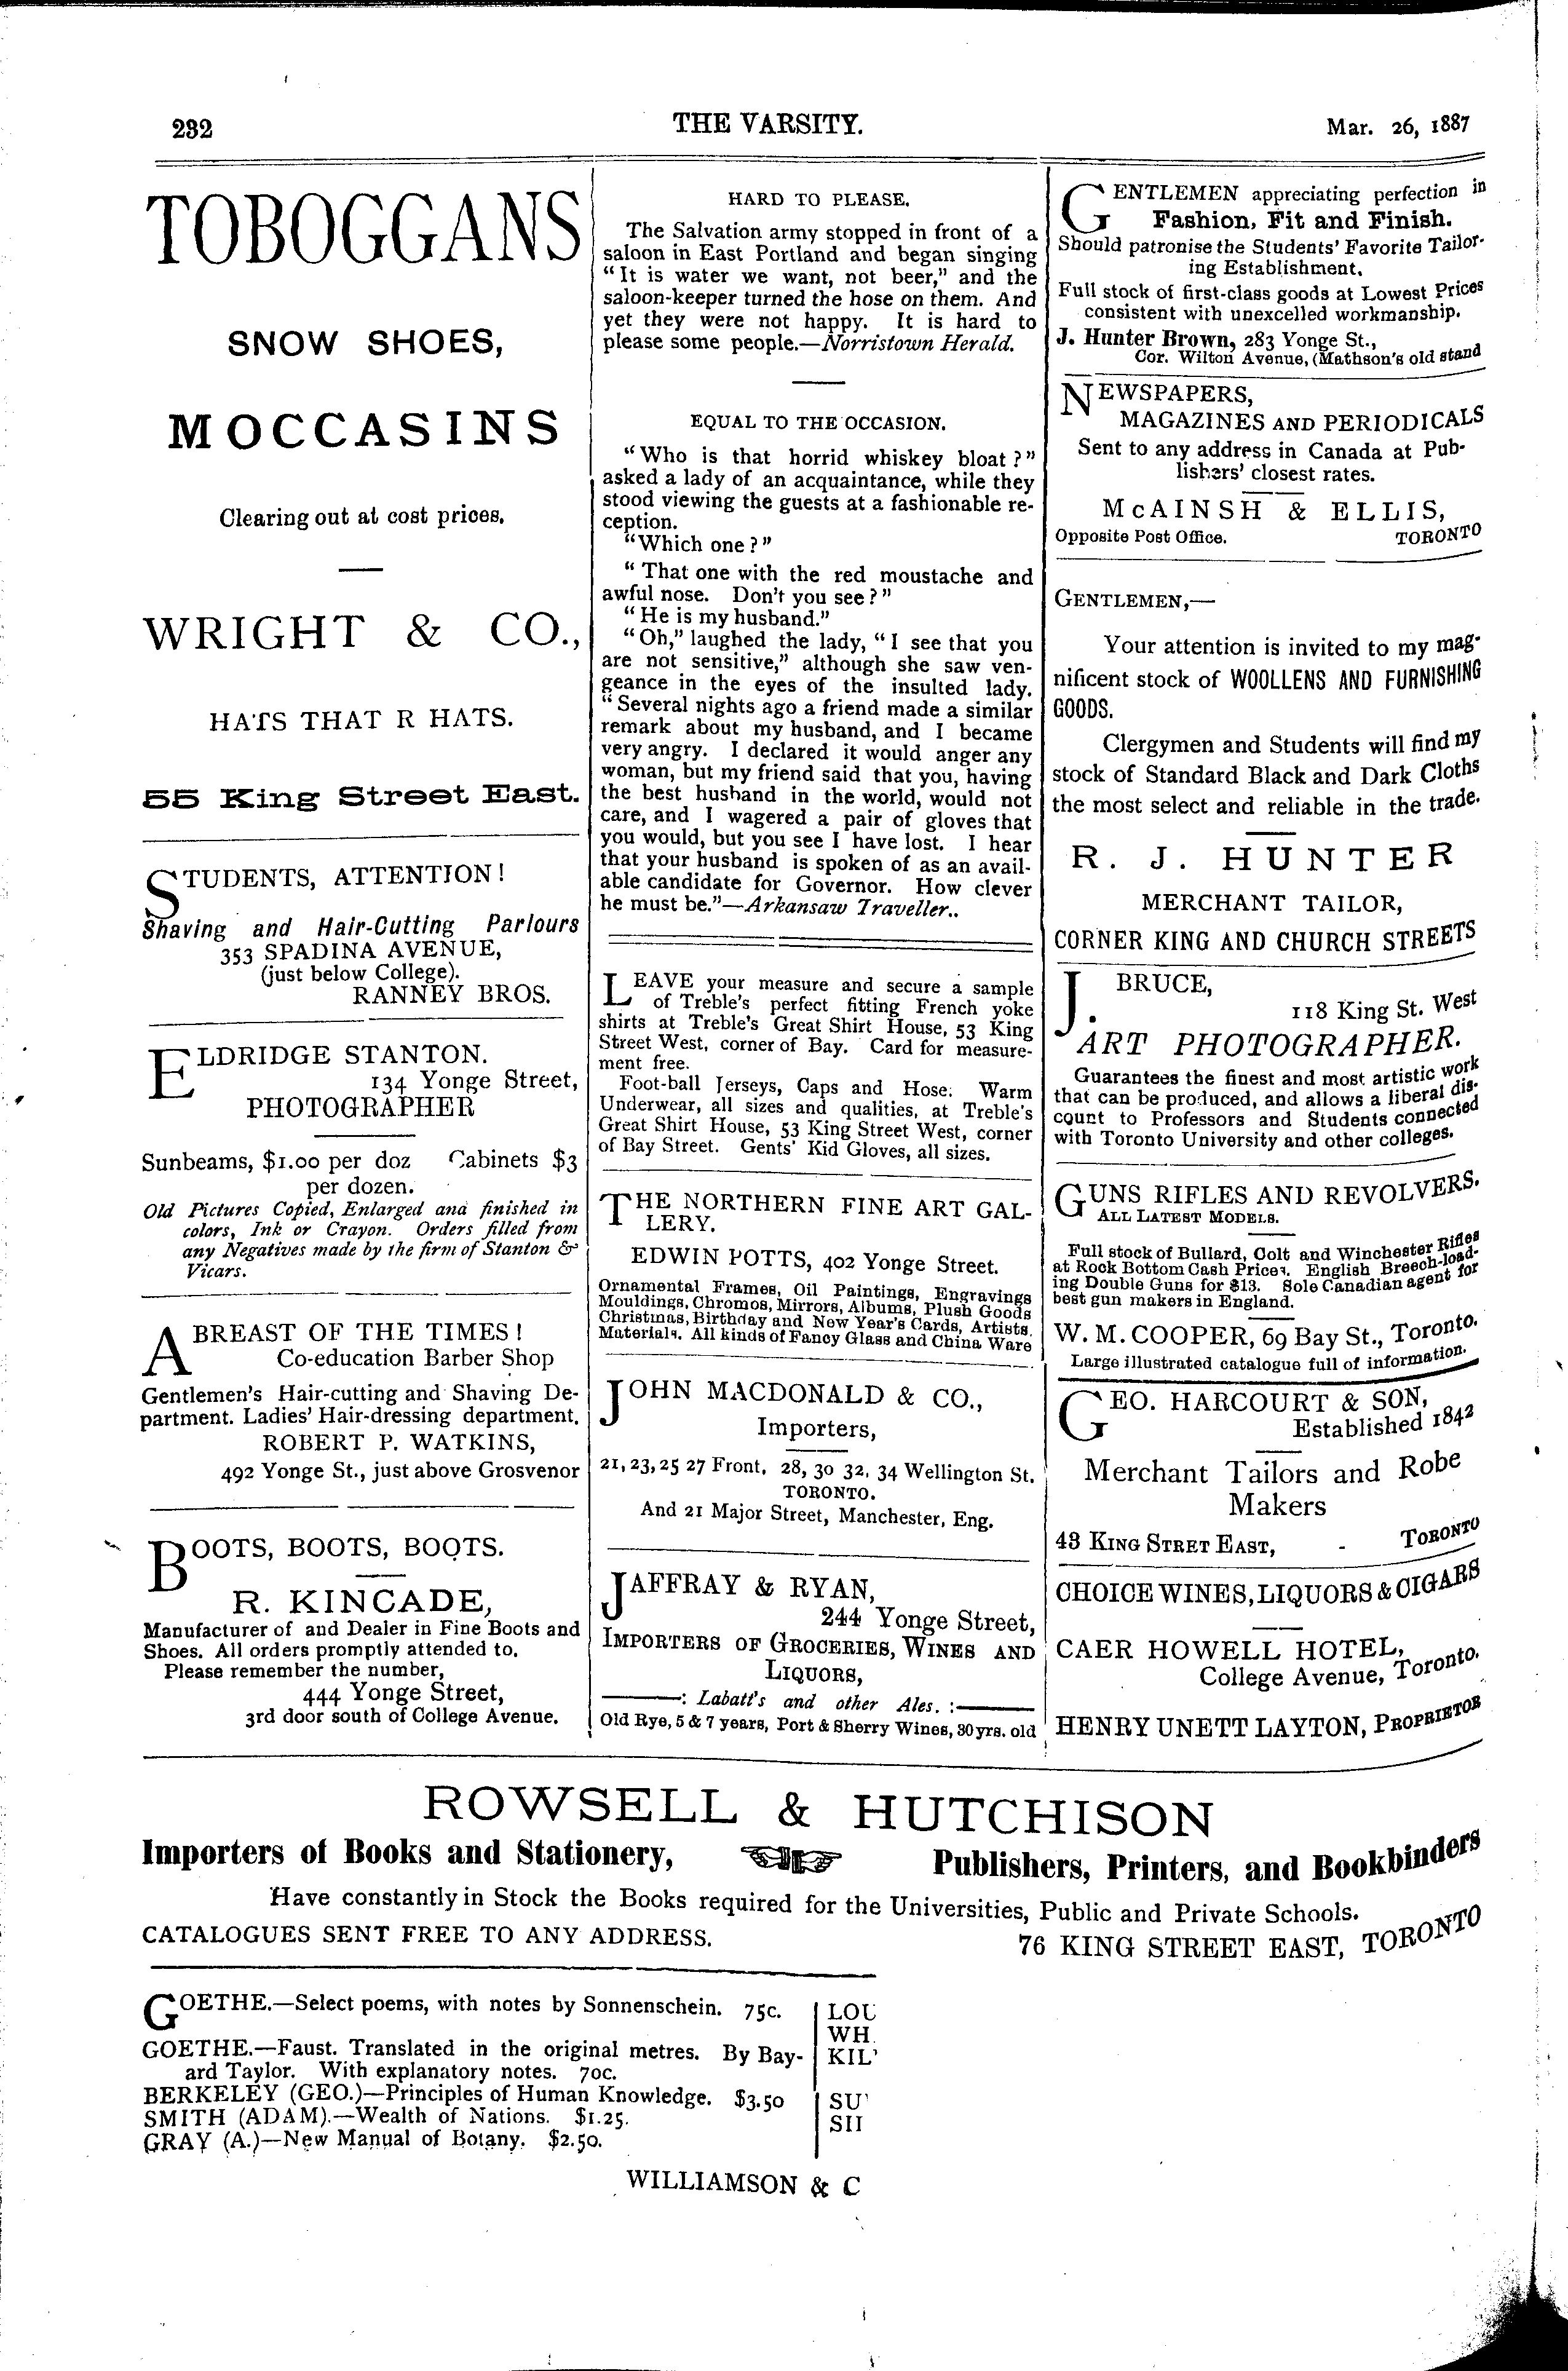 232
THE VARSITY.
Mar. 26, 1887
TOBOGGANS
SNOW SHOES,
MOCCASINS
Clearing out at cost prices.
WRIGHT & CO.,
HATS THAT R HATS.
55 King Street East.
STUDENTS, ATTENTION!
Shaving and Hair-Cutting Parlours
353 SPADINA AVENUE,
(just below College).
RANNEY BROS.
ELDRIDGE STANTON.
134 Yonge Street,
PHOTOGRAPHER
Sunbeams, $1.00 per doz Cabinets $3
per dozen.
Old Pictures Copied, Enlarged and finished in
colors, Ink or Crayon. Orders filled from
any Negatives made by the firm of Stanton &
Vicars.
A BREAST OF THE TIMES!
Co-education Barber Shop
Gentlemen's Hair-cutting and Shaving De-
partment. Ladies' Hair-dressing department.
ROBERT P. WATKINS,
492 Yonge St., just above Grosvenor
BOOTS, BOOTS, BOOTS.
R. KINCADE,
Manufacturer of and Dealer in Fine Boots and
Shoes. All orders promptly attended to.
Please remember the number,
444 Yonge Street,
3rd door south of College Avenue.
HARD TO PLEASE.
The Salvation army stopped in front of a
saloon in East Portland and began singing
"It is water we want, not beer," and the
saloon-keeper turned the hose on them. And
yet they were not happy. It is hard to
please some people.—Norristown Herald.
EQUAL TO THE OCCASION.
"Who is that horrid whiskey bloat?"
asked a lady of an acquaintance, while they
stood viewing the guests at a fashionable re-
ception.
"Which one?"
"That one with the red moustache and
awful nose. Don't you see?"
"He is my husband."
"Oh," laughed the lady, "I see that you
are not sensitive," although she saw ven-
geance in the eyes of the insulted lady.
"Several nights ago a friend made a similar
remark about my husband, and I became
very angry. I declared it would anger any
woman, but my friend said that you, having
the best husband in the world, would not
care, and I wagered a pair of gloves that
you would, but you see I have lost. I hear
that your husband is spoken of as an avail-
able candidate for Governor. How clever
he must be."—Arkansaw Traveller..
LEAVE your measure and secure a sample
of Treble's perfect fitting French yoke
shirts at Treble's Great Shirt House, 53 King
Street West, corner of Bay. Card for measure-
ment free.
Foot-ball Jerseys, Caps and Hose. Warm
Underwear, all sizes and qualities, at Treble's
Great Shirt House, 53 King Street West, corner
of Bay Street. Gents' Kid Gloves, all sizes.
THE NORTHERN FINE ART GAL-
LERY.
EDWIN POTTS, 402 Yonge Street.
Ornamental Frames, Oil Paintings, Engravings
Mouldings, Chromos, Mirrors, Albums, Plush Goods
Christmas, Birthday and New Year's Cards, Artists.
Materials. All kinds of Fancy Glass and China Ware
JOHN MACDONALD & CO.,
Importers,
21, 23, 25 27 Front, 28, 30 32, 34 Wellington St.
TORONTO.
And 21 Major Street, Manchester, Eng.
JAFFRAY & RYAN,
244 Yonge Street,
IMPORTERS OF GROCERIES, WINES AND
LIQUORS,
——: Labatt's and other Ales. :——
Old Rye, 5 & 7 years, Port & Sherry Wines, 30 yrs. old
GENTLEMEN appreciating perfection in
Fashion, Fit and Finish.
Should patronise the Students' Favorite Tailor-
ing Establishment.
Full stock of first-class goods at Lowest Prices
consistent with unexcelled workmanship.
J. Hunter Brown, 283 Yonge St.,
Cor. Wilton Avenue, (Mathson's old stand
NEWSPAPERS,
MAGAZINES AND PERIODICALS
Sent to any address in Canada at Pub-
lishers' closest rates.
McAINSH & ELLIS,
Opposite Post Office. TORONTO
GENTLEMEN,—
Your attention is invited to my mag-
nificent stock of WOOLLENS AND FURNISHING
GOODS.
Clergymen and Students will find my
stock of Standard Black and Dark Cloths
the most select and reliable in the trade.
R. J. HUNTER
MERCHANT TAILOR,
CORNER KING AND CHURCH STREETS
J. BRUCE,
118 King St. West
ART PHOTOGRAPHER.
Guarantees the finest and most artistic work
that can be produced, and allows a liberal dis-
count to Professors and Students connected
with Toronto University and other colleges.
GUNS RIFLES AND REVOLVERS.
ALL LATEST MODELS.
Full stock of Bullard, Colt and Winchester Rifles
at Rock Bottom Cash Prices. English Breech-load-
ing Double Guns for $13. Sole Canadian agent for
best gun makers in England.
W. M. COOPER, 69 Bay St., Toronto.
Large illustrated catalogue full of information.
GEO. HARCOURT & SON,
Established 1842
Merchant Tailors and Robe
Makers
43 KING STRET EAST, - TORONTO
CHOICE WINES, LIQUORS & CIGARS
CAER HOWELL HOTEL,
College Avenue, Toronto.
HENRY UNETT LAYTON, PROPRIETOR
ROWSELL & HUTCHISON
Importers of Books and Stationery, Publishers, Printers, and Bookbinders
Have constantly in Stock the Books required for the Universities, Public and Private Schools.
CATALOGUES SENT FREE TO ANY ADDRESS. 76 KING STREET EAST, TORONTO
GOETHE.—Select poems, with notes by Sonnenschein. 75c.
GOETHE.—Faust. Translated in the original metres. By Bay-
ard Taylor. With explanatory notes. 70c.
BERKELEY (GEO.)—Principles of Human Knowledge. $3.50
SMITH (ADAM).—Wealth of Nations. $1.25.
GRAY (A.)—New Manual of Botany. $2.50.
LOU
WH
KIL
SU
SI
WILLIAMSON & C